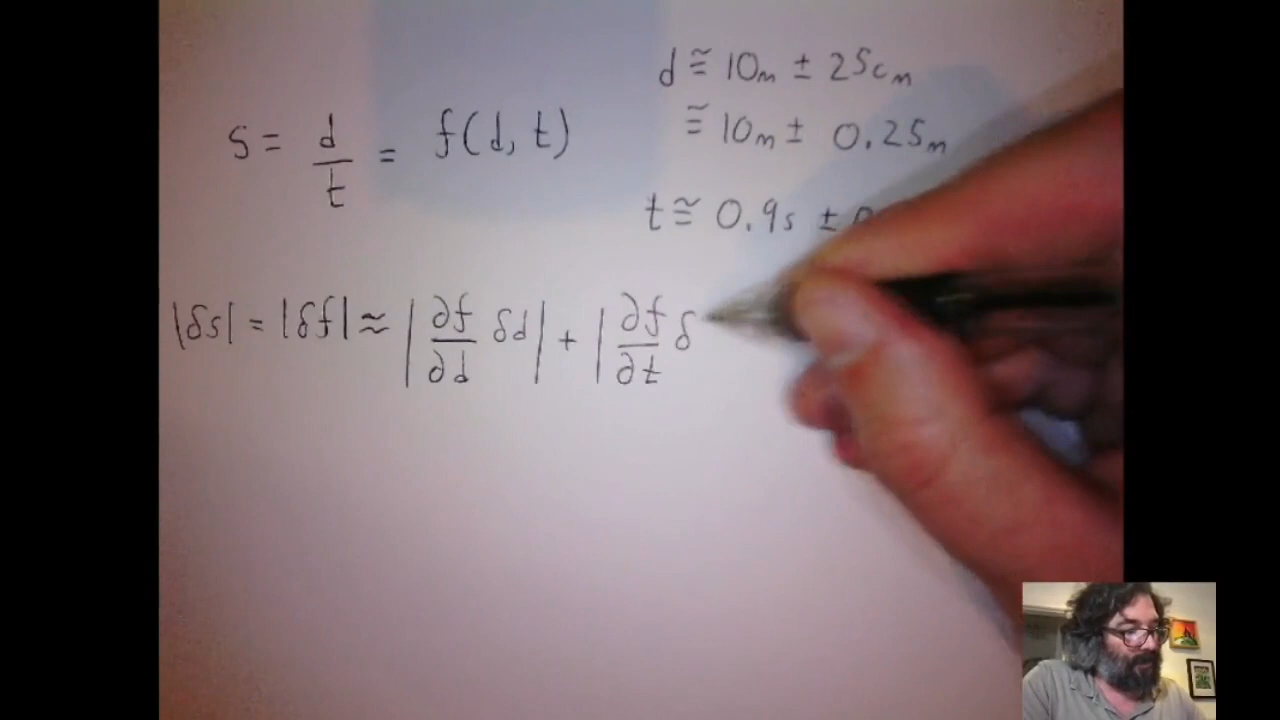 d ≅ 10m ± 25cm
s = d/t = f(d, t)
≅ 10m ± 0.25m
t ≅ 0.9s ±
|δs| = |δf| ≈ |∂f/∂d δd| + |∂f/∂t δ